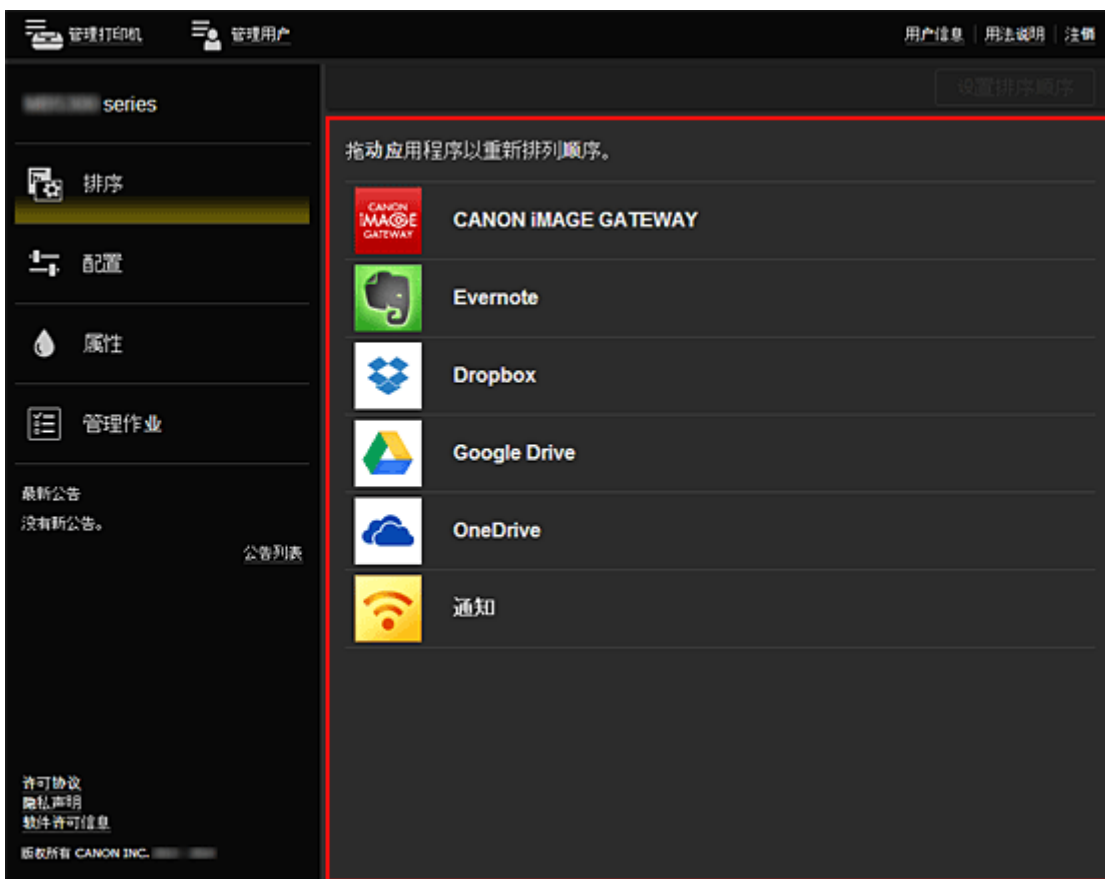 管理打印机
管理用户
用户信息 用法说明 注销
series
设置排序顺序
排序
配置
属性
管理作业
最新公告
没有新公告。
公告列表
许可协议
隐私声明
软件许可信息
版权所有 CANON INC.
拖动应用程序以重新排列顺序。
CANON
iMAGE
GATEWAY
CANON iMAGE GATEWAY
Evernote
Dropbox
Google Drive
OneDrive
通知